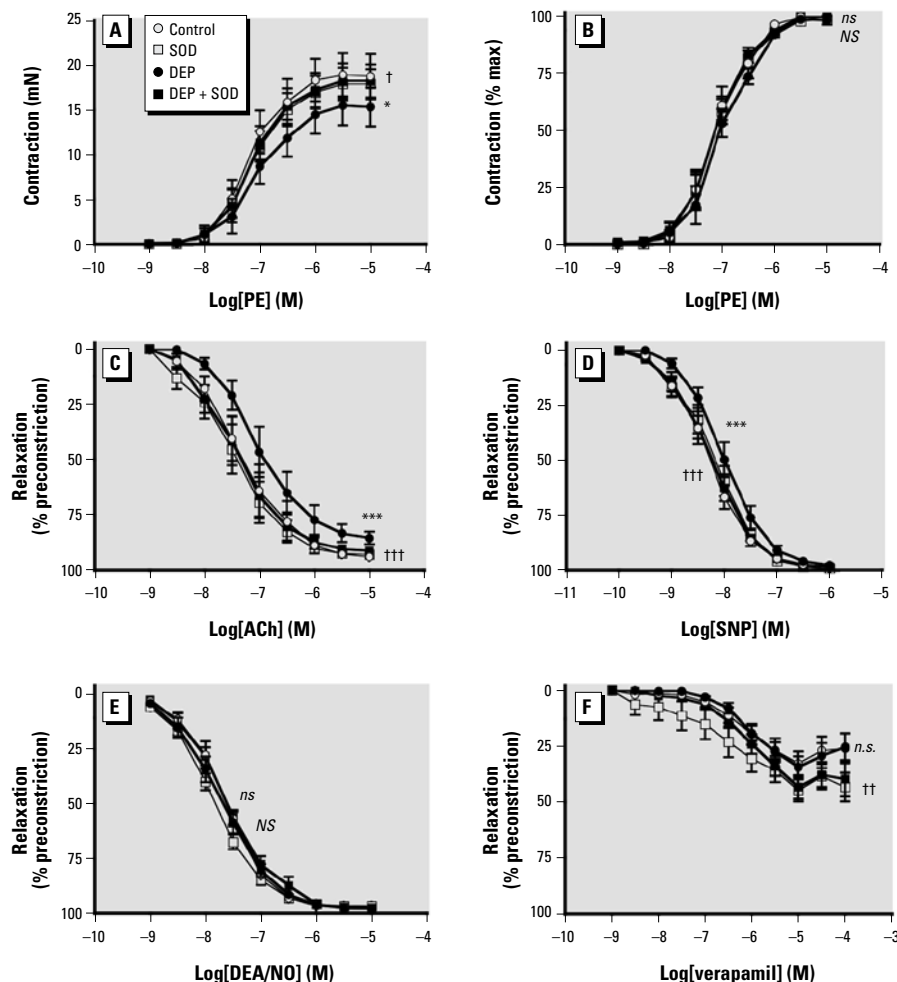 A
Control
SOD
DEP
DEP + SOD
Contraction (mN)
25
20
15
10
5
0
†
*
–10 –9 –8 –7 –6 –5 –4
Log[PE] (M)
B
Contraction (% max)
100
75
50
25
0
ns
NS
–10 –9 –8 –7 –6 –5 –4
Log[PE] (M)
C
Relaxation
(% preconstriction)
0
25
50
75
100
***
†††
–10 –9 –8 –7 –6 –5 –4
Log[ACh] (M)
D
Relaxation
(% preconstriction)
0
25
50
75
100
***
†††
–11 –10 –9 –8 –7 –6 –5
Log[SNP] (M)
E
Relaxation
(% preconstriction)
0
25
50
75
100
ns
NS
–10 –9 –8 –7 –6 –5 –4
Log[DEA/NO] (M)
F
Relaxation
(% preconstriction)
0
25
50
75
100
n.s.
††
–10 –9 –8 –7 –6 –5 –4 –3
Log[verapamil] (M)